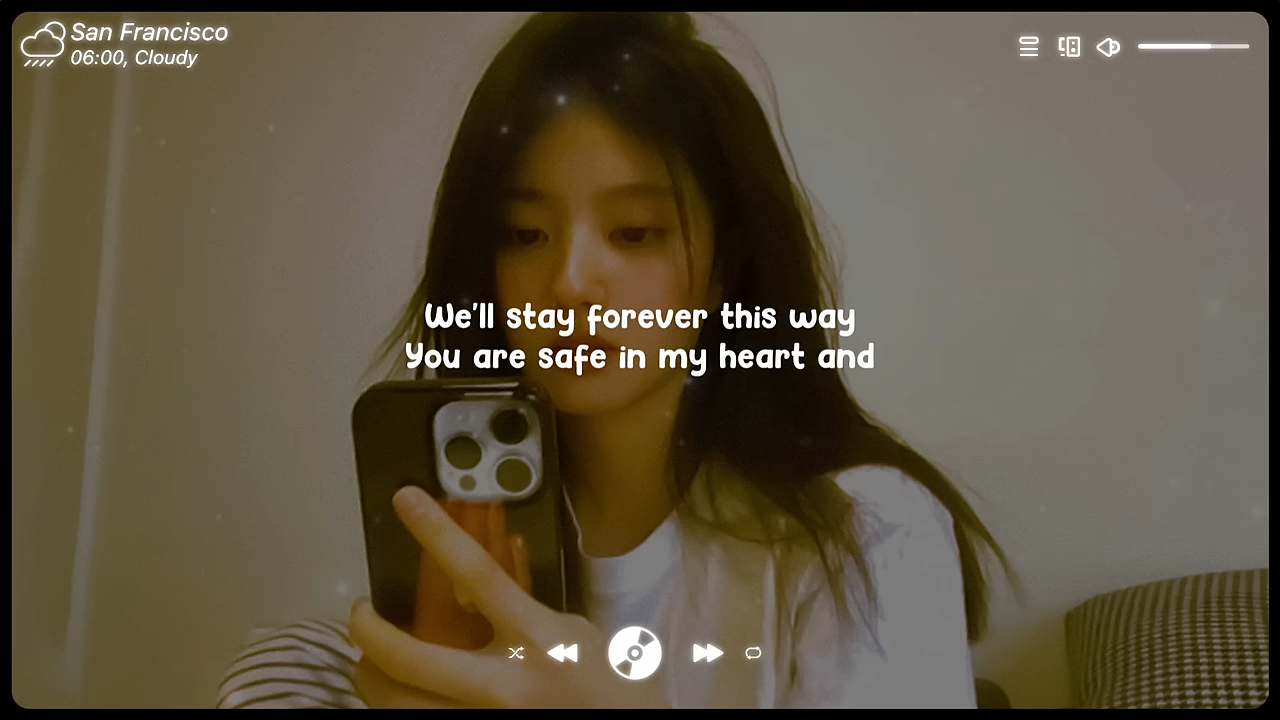 San Francisco
06:00, Cloudy
We'll stay forever this way
You are safe in my heart and